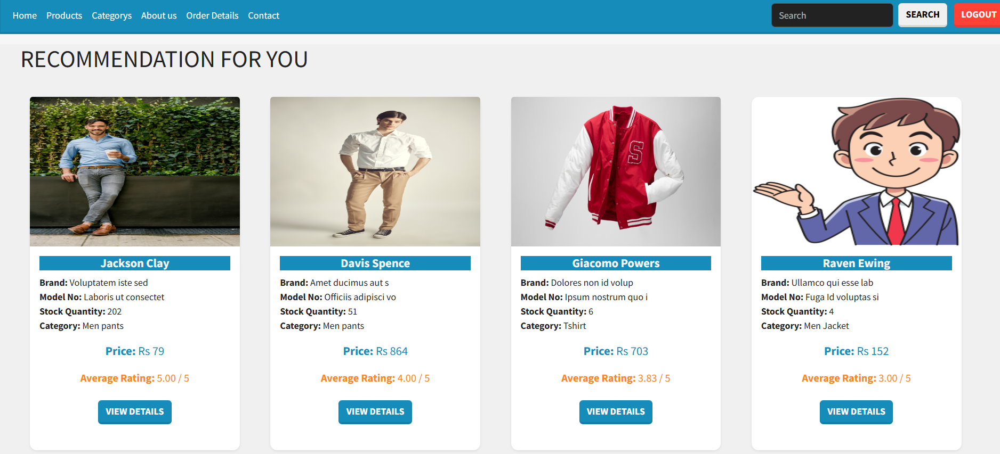 Home Products Categorys About us Order Details Contact Search SEARCH LOGOUT
RECOMMENDATION FOR YOU
S
Jackson Clay
Brand: Voluptatem iste sed
Model No: Laboris ut consectet
Stock Quantity: 202
Category: Men pants
Price: Rs 79
Average Rating: 5.00 / 5
VIEW DETAILS
Davis Spence
Brand: Amet ducimus aut s
Model No: Officiis adipisci vo
Stock Quantity: 51
Category: Men pants
Price: Rs 864
Average Rating: 4.00 / 5
VIEW DETAILS
Giacomo Powers
Brand: Dolores non id volup
Model No: Ipsum nostrum quo i
Stock Quantity: 6
Category: Tshirt
Price: Rs 703
Average Rating: 3.83 / 5
VIEW DETAILS
Raven Ewing
Brand: Ullamco qui esse lab
Model No: Fuga Id voluptas si
Stock Quantity: 4
Category: Men Jacket
Price: Rs 152
Average Rating: 3.00 / 5
VIEW DETAILS